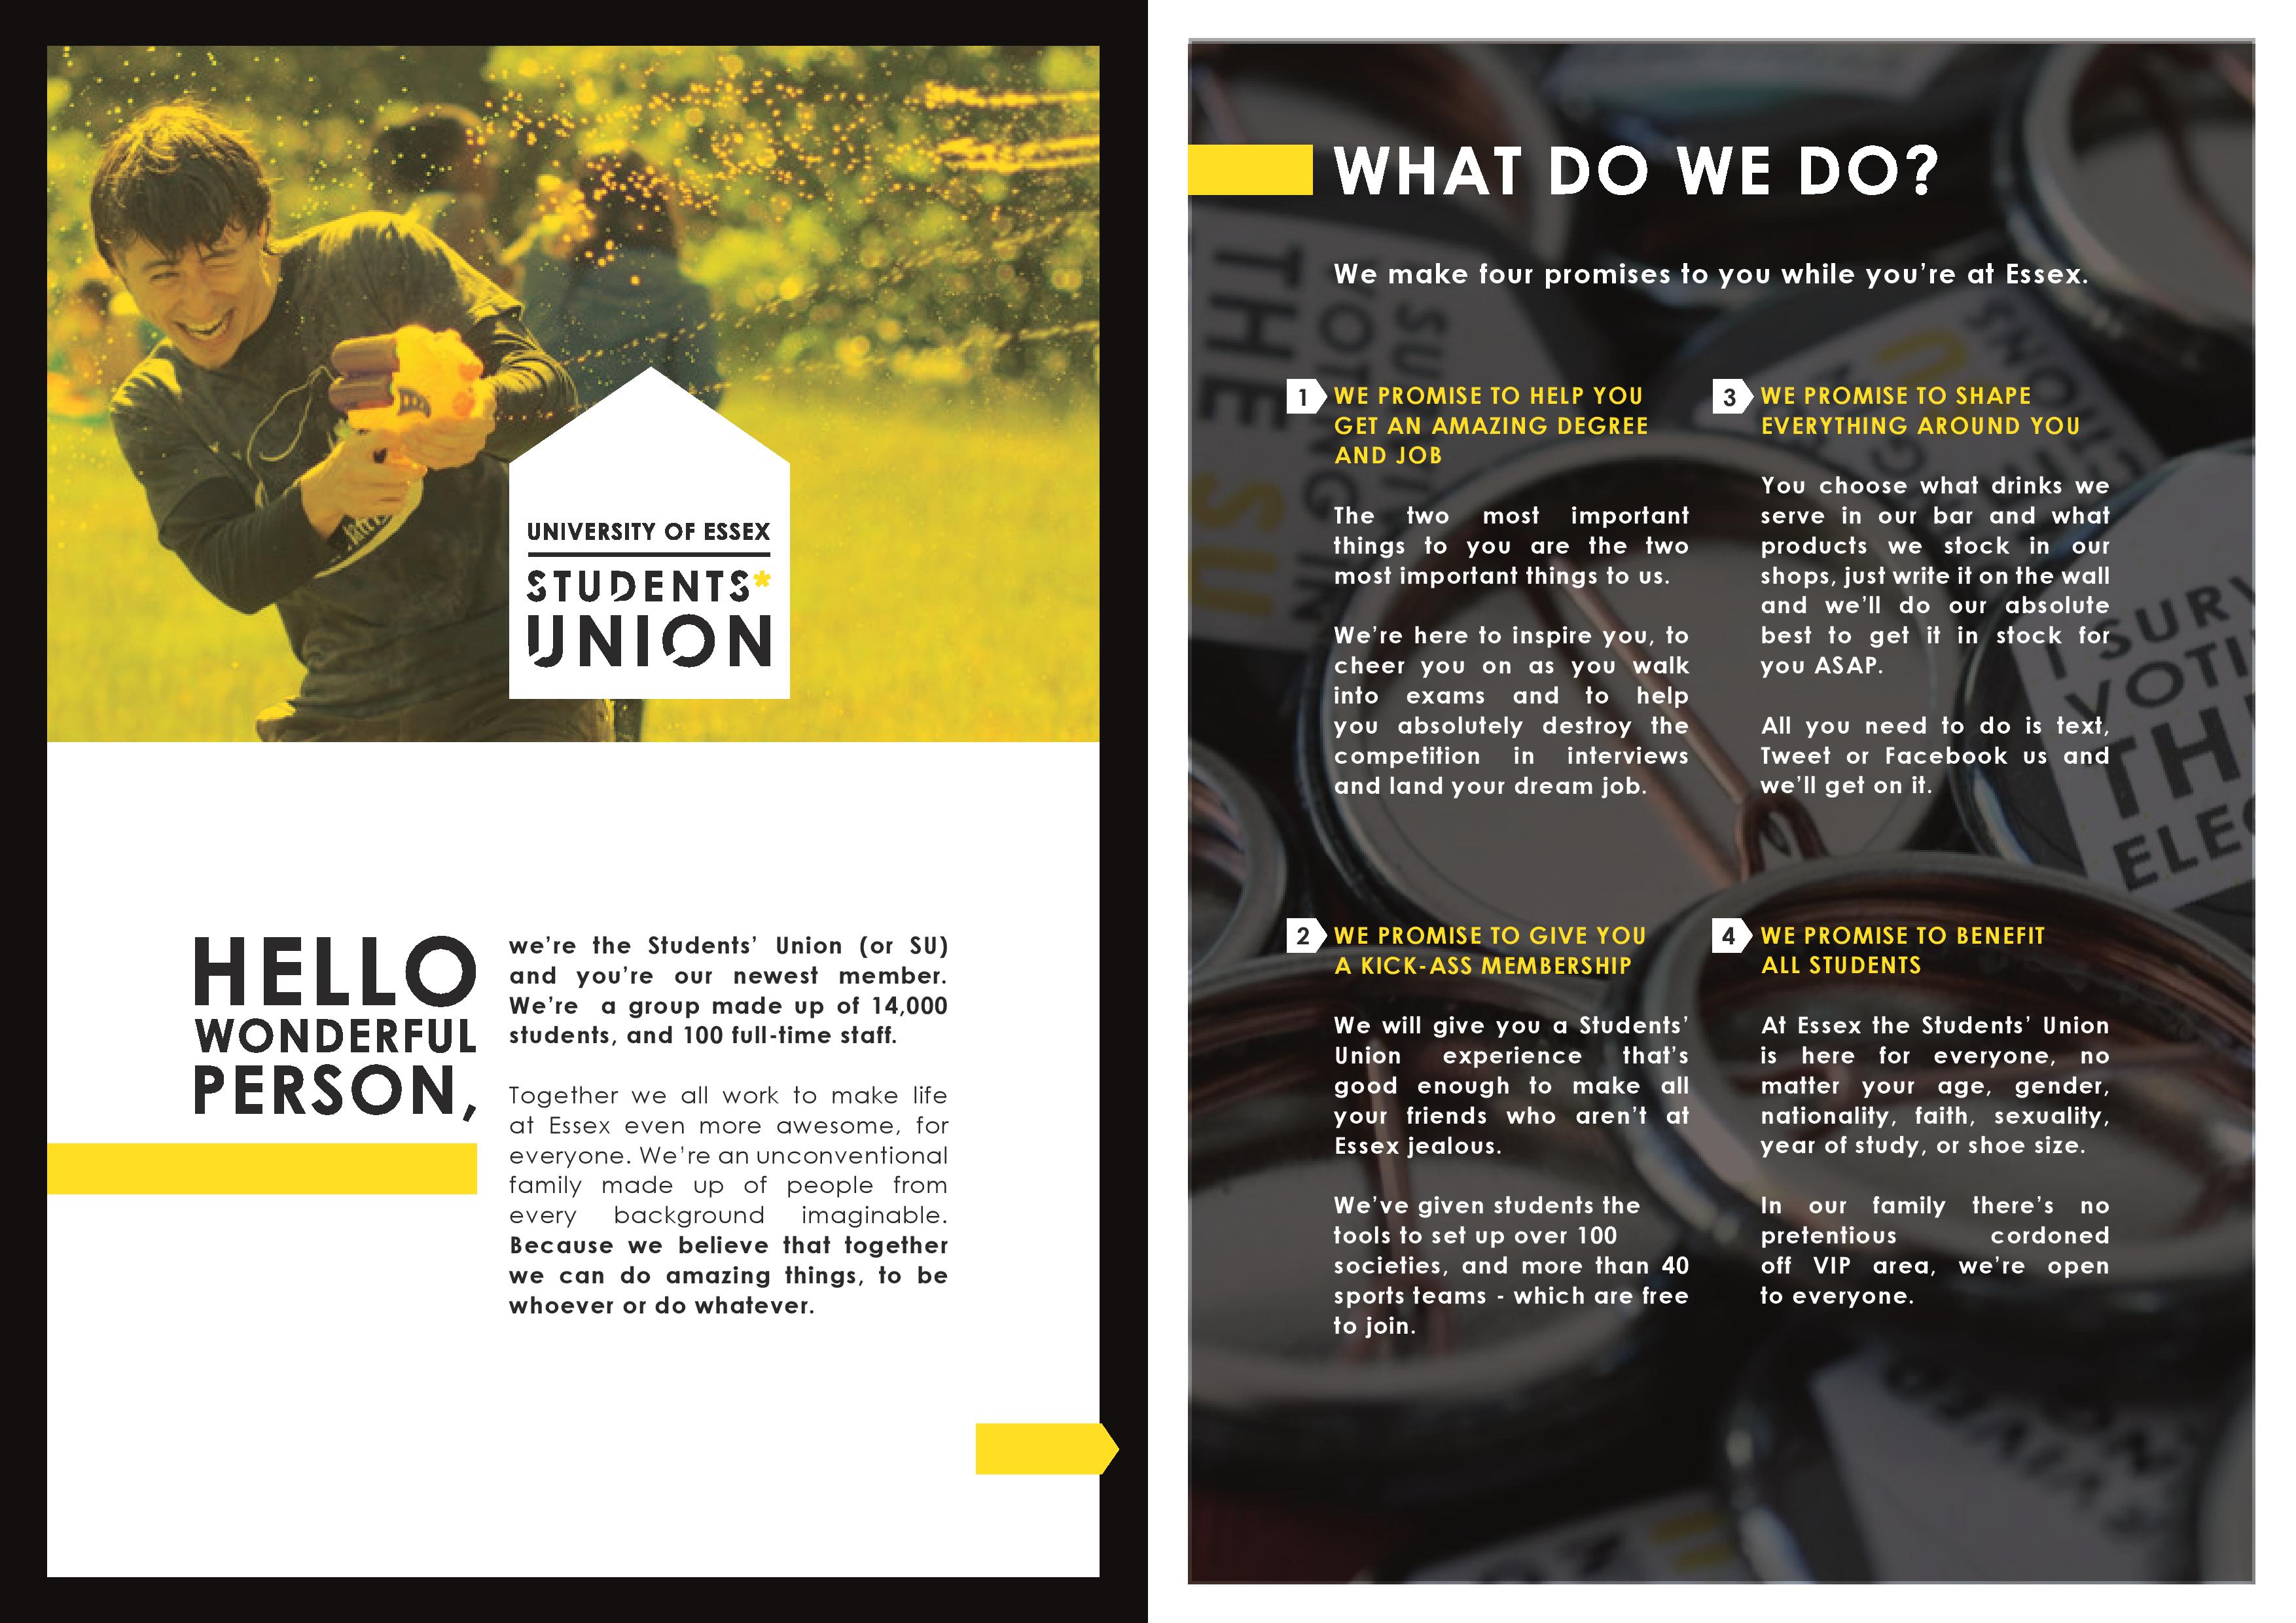 UNIVERSITY OF ESSEX
STUDENTS*
UNION
HELLO
WONDERFUL
PERSON,
we're the Students' Union (or SU)
and you're our newest member.
We're a group made up of 14,000
students, and 100 full-time staff.
Together we all work to make life
at Essex even more awesome, for
everyone. We're an unconventional
family made up of people from
every background imaginable.
Because we believe that together
we can do amazing things, to be
whoever or do whatever.
WHAT DO WE DO?
We make four promises to you while you're at Essex.
1 WE PROMISE TO HELP YOU
GET AN AMAZING DEGREE
AND JOB
The two most important
things to you are the two
most important things to us.
We're here to inspire you, to
cheer you on as you walk
into exams and to help
you absolutely destroy the
competition in interviews
and land your dream job.
2 WE PROMISE TO GIVE YOU
A KICK-ASS MEMBERSHIP
We will give you a Students'
Union experience that's
good enough to make all
your friends who aren't at
Essex jealous.
We've given students the
tools to set up over 100
societies, and more than 40
sports teams - which are free
to join.
3 WE PROMISE TO SHAPE
EVERYTHING AROUND YOU
You choose what drinks we
serve in our bar and what
products we stock in our
shops, just write it on the wall
and we'll do our absolute
best to get it in stock for
you ASAP.
All you need to do is text,
Tweet or Facebook us and
we'll get on it.
4 WE PROMISE TO BENEFIT
ALL STUDENTS
At Essex the Students' Union
is here for everyone, no
matter your age, gender,
nationality, faith, sexuality,
year of study, or shoe size.
In our family there's no
pretentious cordoned
off VIP area, we're open
to everyone.
THE
SU
VOTING IN
I SURV
VOTI
THE
ELEC